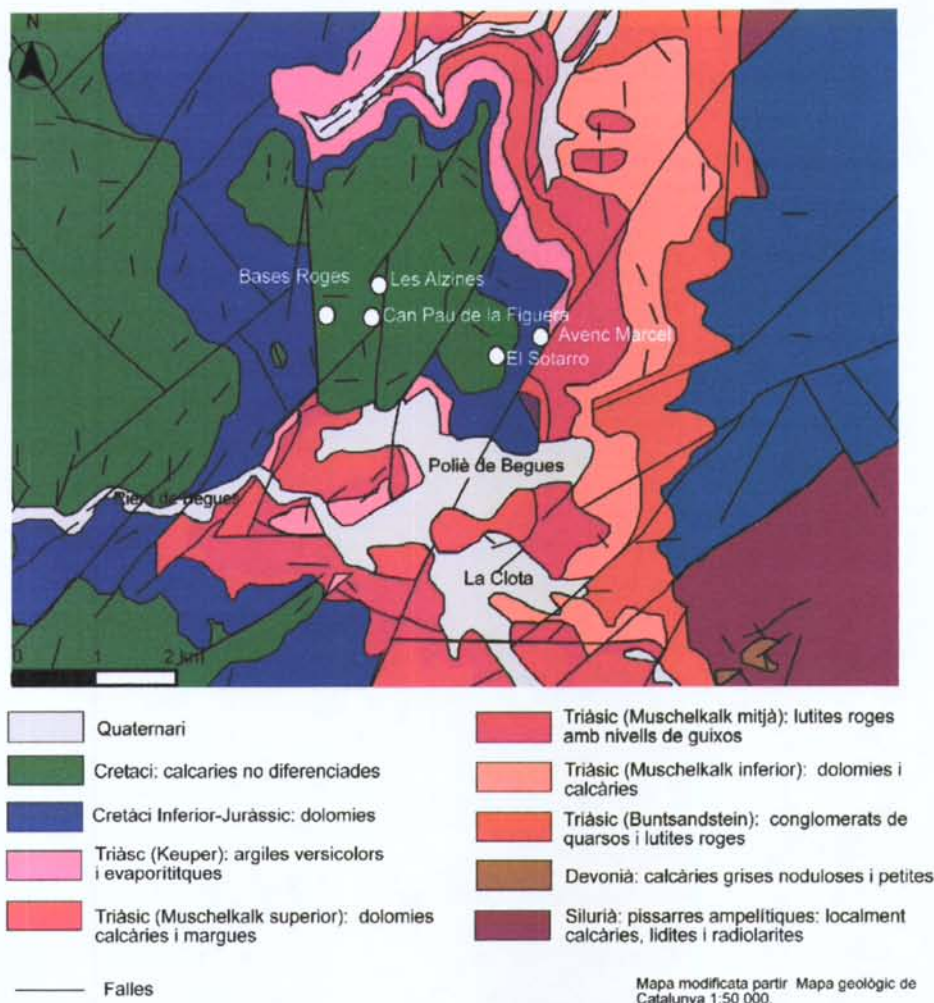 N
Bases Roges
Les Alzines
Can Pau de la Figuera
Avenc Marcel
El Sotarro
Poliè de Begues
Riera de Begues
La Clota
0 1 2 km
Quaternari
Cretaci: calcaries no diferenciades
Cretàci Inferior-Juràssic: dolomies
Triàsc (Keuper): argiles versicolors
i evaporititques
Triàsic (Muschelkalk superior): dolomies
calcàries i margues
Falles
Triàsic (Muschelkalk mitjà): lutites roges
amb nivells de guixos
Triàsic (Muschelkalk inferior): dolomies i
calcàries
Triàsic (Buntsandstein): conglomerats de
quarsos i lutites roges
Devonià: calcàries grises noduloses i petites
Silurià: pissarres ampelítiques: localment
calcàries, lidites i radiolarites
Mapa modificata partir Mapa geològic de
Catalunya 1:50 000.